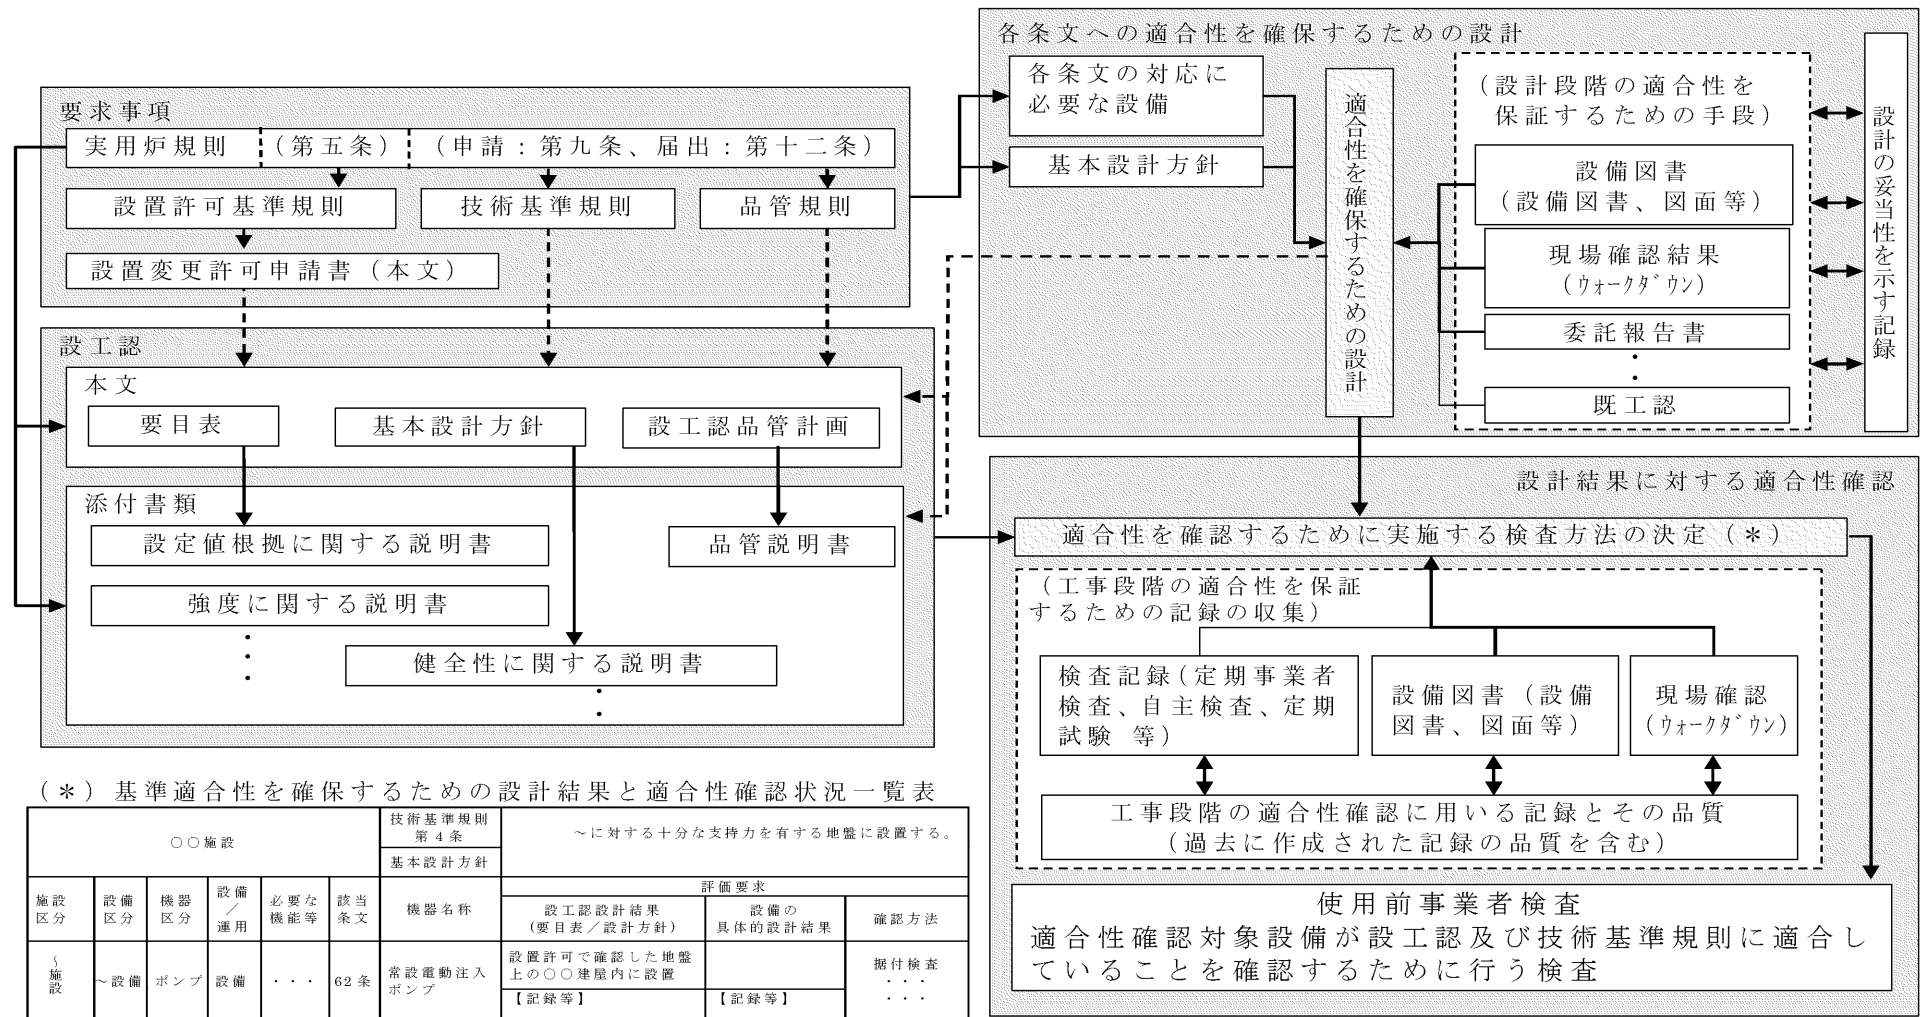 要求事項
実用炉規則
(第五条)
(申請:第九条、届出:第十二条)
設置許可基準規則
技術基準規則
品管規則
設置変更許可申請書(本文)
設工認
本文
要目表
基本設計方針
設工認品管計画
添付書類
設定値根拠に関する説明書
品管説明書
強度に関する説明書
・
・
・
健全性に関する説明書
・
・
各条文への適合性を確保するための設計
各条文の対応に
必要な設備
基本設計方針
適合性を確保するための設計
(設計段階の適合性を
保証するための手段)
設備図書
(設備図書、図面等)
現場確認結果
(ウォークダウン)
委託報告書
・
・
既工認
設計の妥当性を示す記録
設計結果に対する適合性確認
適合性を確認するために実施する検査方法の決定(*)
(工事段階の適合性を保証
するための記録の収集)
検査記録(定期事業者
検査、自主検査、定期
試験 等)
設備図書(設備
図書、図面等)
現場確認
(ウォークダウン)
工事段階の適合性確認に用いる記録とその品質
(過去に作成された記録の品質を含む)
使用前事業者検査
適合性確認対象設備が設工認及び技術基準規則に適合し
ていることを確認するために行う検査
(*)基準適合性を確保するための設計結果と適合性確認状況一覧表
○○施設
技術基準規則
第4条
~に対する十分な支持力を有する地盤に設置する。
基本設計方針
施設
区分
設備
区分
機器
区分
設備
/
運用
必要な
機能等
該当
条文
機器名称
評価要求
設工認設計結果
(要目表/設計方針)
設備の
具体的設計結果
確認方法
~施設
~設備
ポンプ
設備
・・・
62条
常設電動注入
ポンプ
設置許可で確認した地盤
上の○○建屋内に設置
【記録等】
【記録等】
据付検査
・・・
・・・